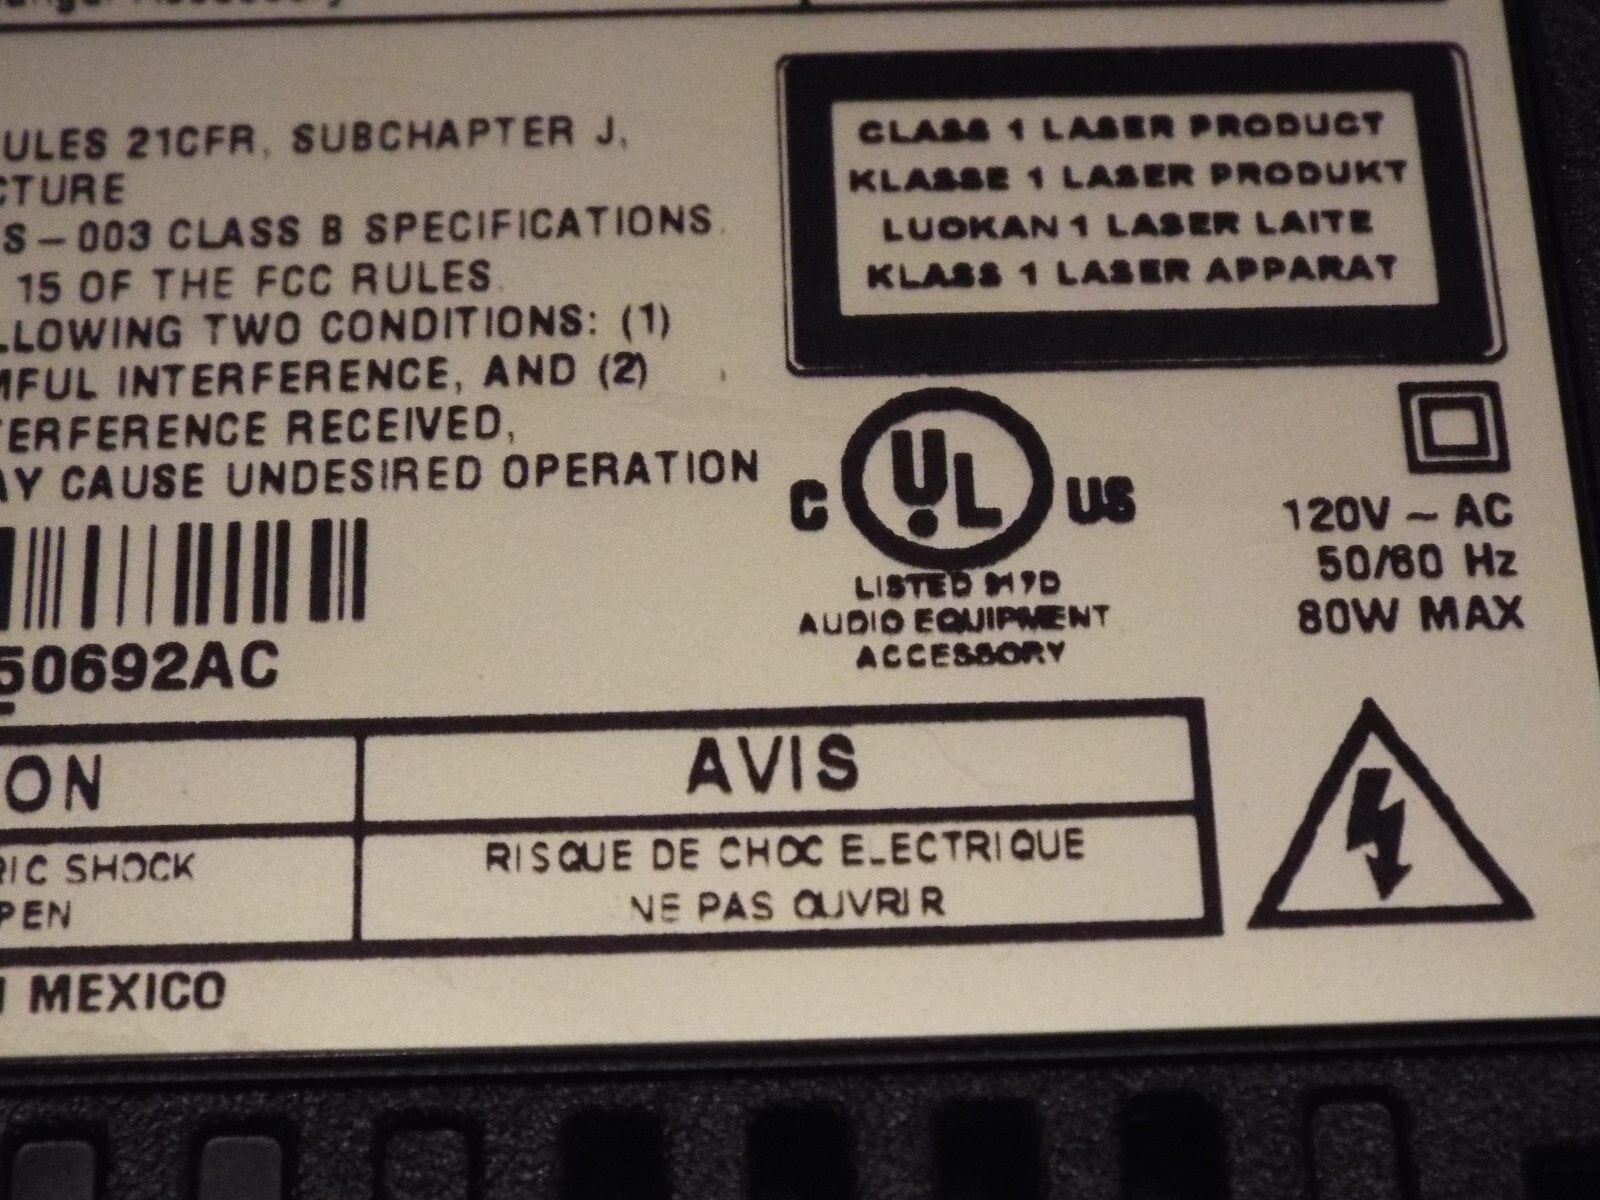 ULES 21CFR, SUBCHAPTER J,
CTURE
S-003 CLASS B SPECIFICATIONS.
15 OF THE FCC RULES.
LLOWING TWO CONDITIONS: (1)
MFUL INTERFERENCE, AND (2)
TERFERENCE RECEIVED,
AY CAUSE UNDESIRED OPERATION
50692AC
CLASS 1 LASER PRODUCT
KLASSE 1 LASER PRODUKT
LUOKAN 1 LASER LAITE
KLASS 1 LASER APPARAT
C UL US
LISTED 917D
AUDIO EQUIPMENT
ACCESSORY
120V ~ AC
50/60 Hz
80W MAX
ON
AVIS
RIC SHOCK
PEN
RISQUE DE CHOC ELECTRIQUE
NE PAS OUVRIR
MEXICO